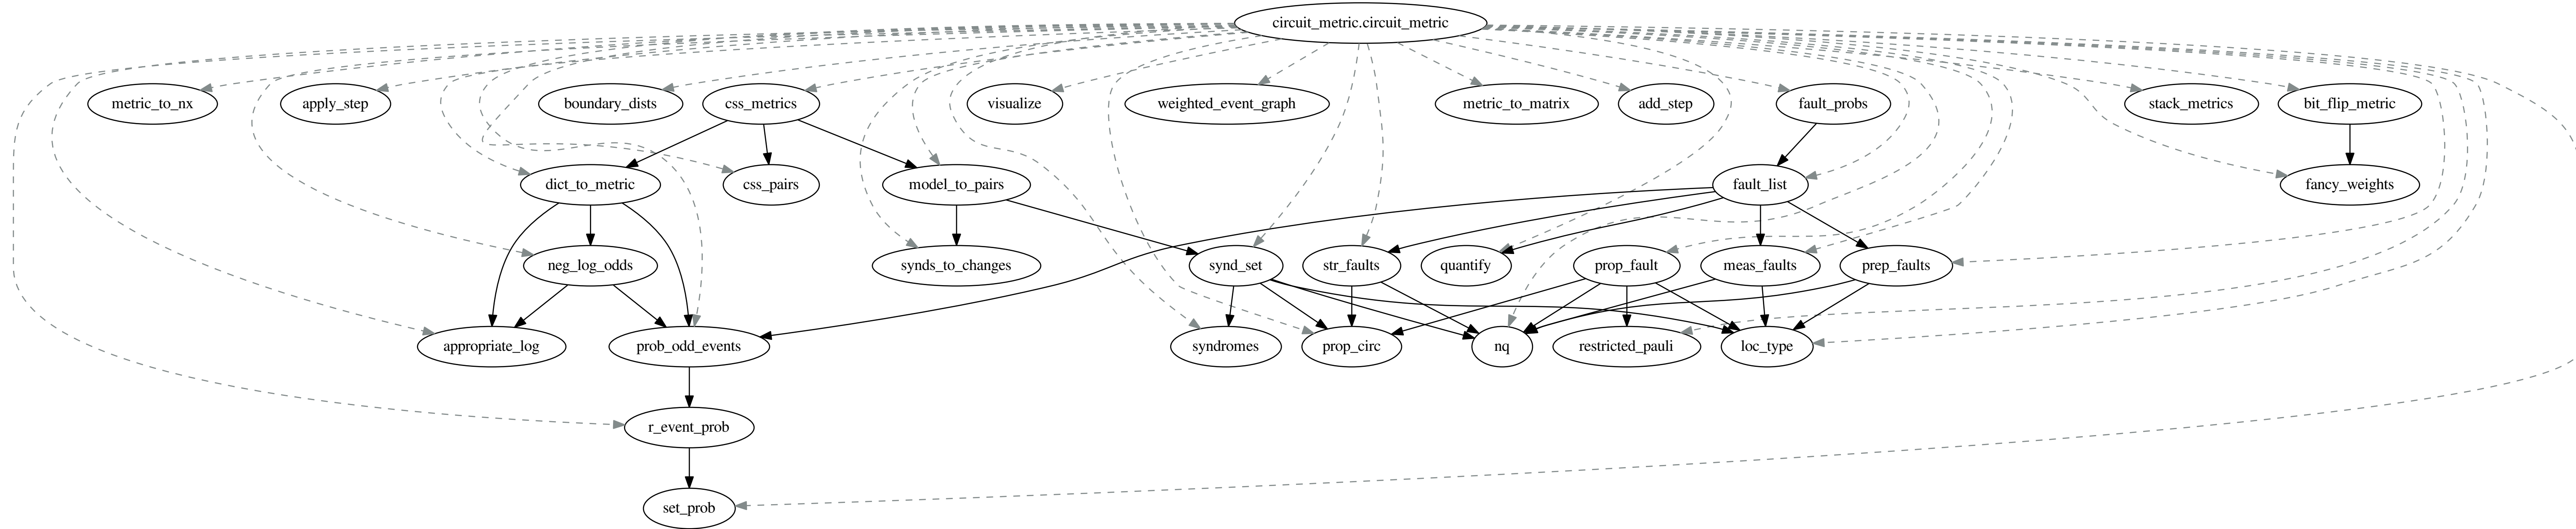 circuit_metric.circuit_metric
metric_to_nx
apply_step
boundary_dists
css_metrics
visualize
weighted_event_graph
metric_to_matrix
add_step
fault_probs
stack_metrics
bit_flip_metric
dict_to_metric
css_pairs
model_to_pairs
fault_list
fancy_weights
neg_log_odds
synds_to_changes
synd_set
str_faults
quantify
prop_fault
meas_faults
prep_faults
appropriate_log
prob_odd_events
syndromes
prop_circ
nq
restricted_pauli
loc_type
r_event_prob
set_prob